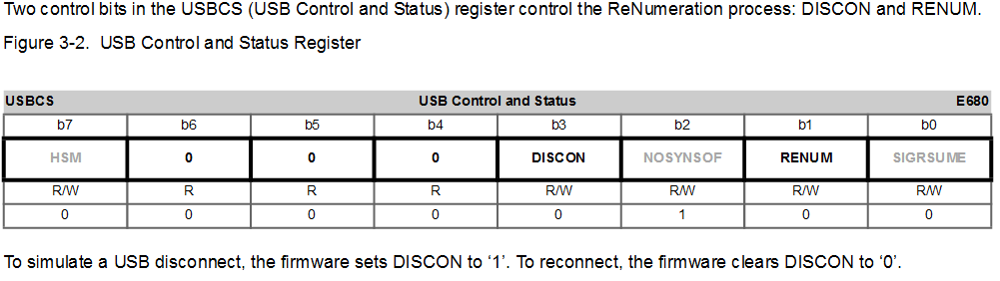 Two control bits in the USBCS (USB Control and Status) register control the ReNumeration process: DISCON and RENUM.
Figure 3-2. USB Control and Status Register
USBCS USB Control and Status E680
b7 b6 b5 b4 b3 b2 b1 b0
HSM 0 0 0 DISCON NOSYNSOF RENUM SIGRSUME
R/W R R R R/W R/W R/W R/W
0 0 0 0 0 1 0 0
To simulate a USB disconnect, the firmware sets DISCON to ‘1’. To reconnect, the firmware clears DISCON to ‘0’.